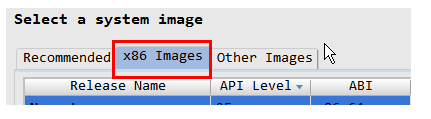 Select a system image
Recommended x86 Images Other Images
Release Name API Level ABI